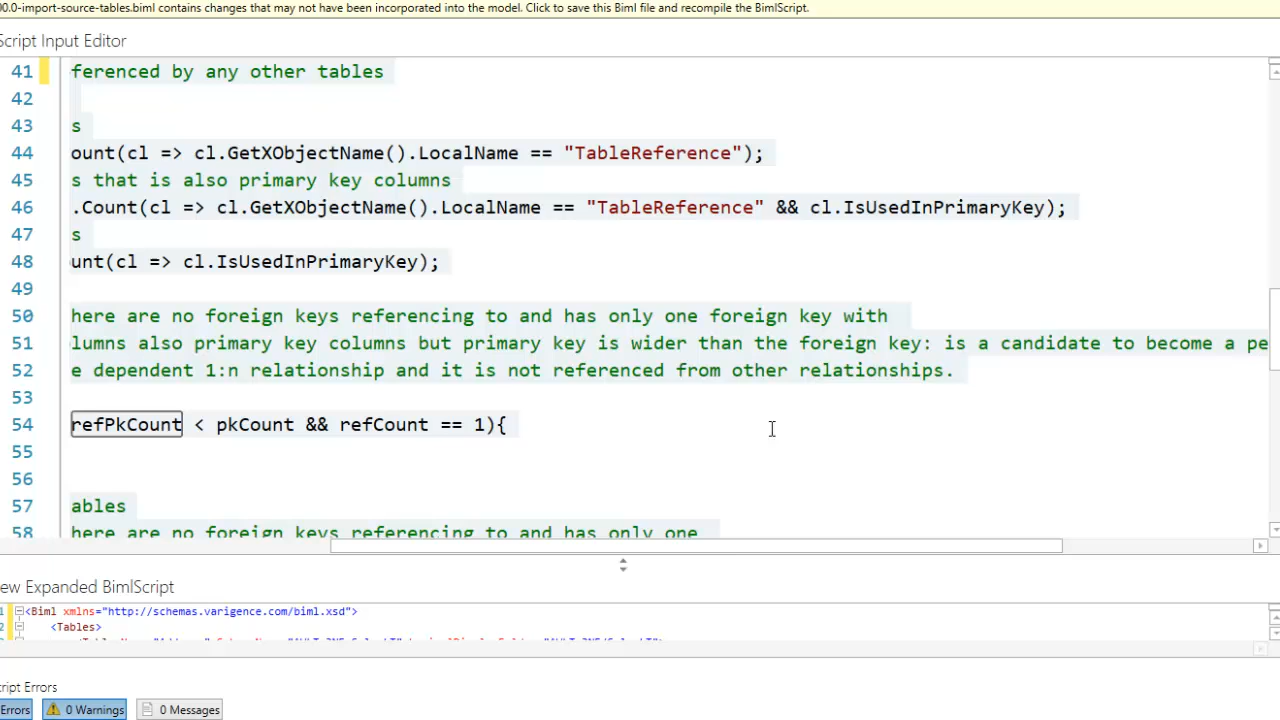 00.0-import-source-tables.biml contains changes that may not have been incorporated into the model. Click to save this Biml file and recompile the BimlScript.
Script Input Editor
41 ferenced by any other tables
42
43 s
44 ount(cl => cl.GetXObjectName().LocalName == "TableReference");
45 s that is also primary key columns
46 .Count(cl => cl.GetXObjectName().LocalName == "TableReference" && cl.IsUsedInPrimaryKey);
47 s
48 unt(cl => cl.IsUsedInPrimaryKey);
49
50 here are no foreign keys referencing to and has only one foreign key with
51 lumns also primary key columns but primary key is wider than the foreign key: is a candidate to become a pe
52 e dependent 1:n relationship and it is not referenced from other relationships.
53
54 refPkCount < pkCount && refCount == 1){
55
56
57 ables
58 here are no foreign keys referencing to and has only one
ew Expanded BimlScript
1 <Biml xmlns="http://schemas.varigence.com/biml.xsd">
2 <Tables>
cript Errors
Errors 0 Warnings 0 Messages